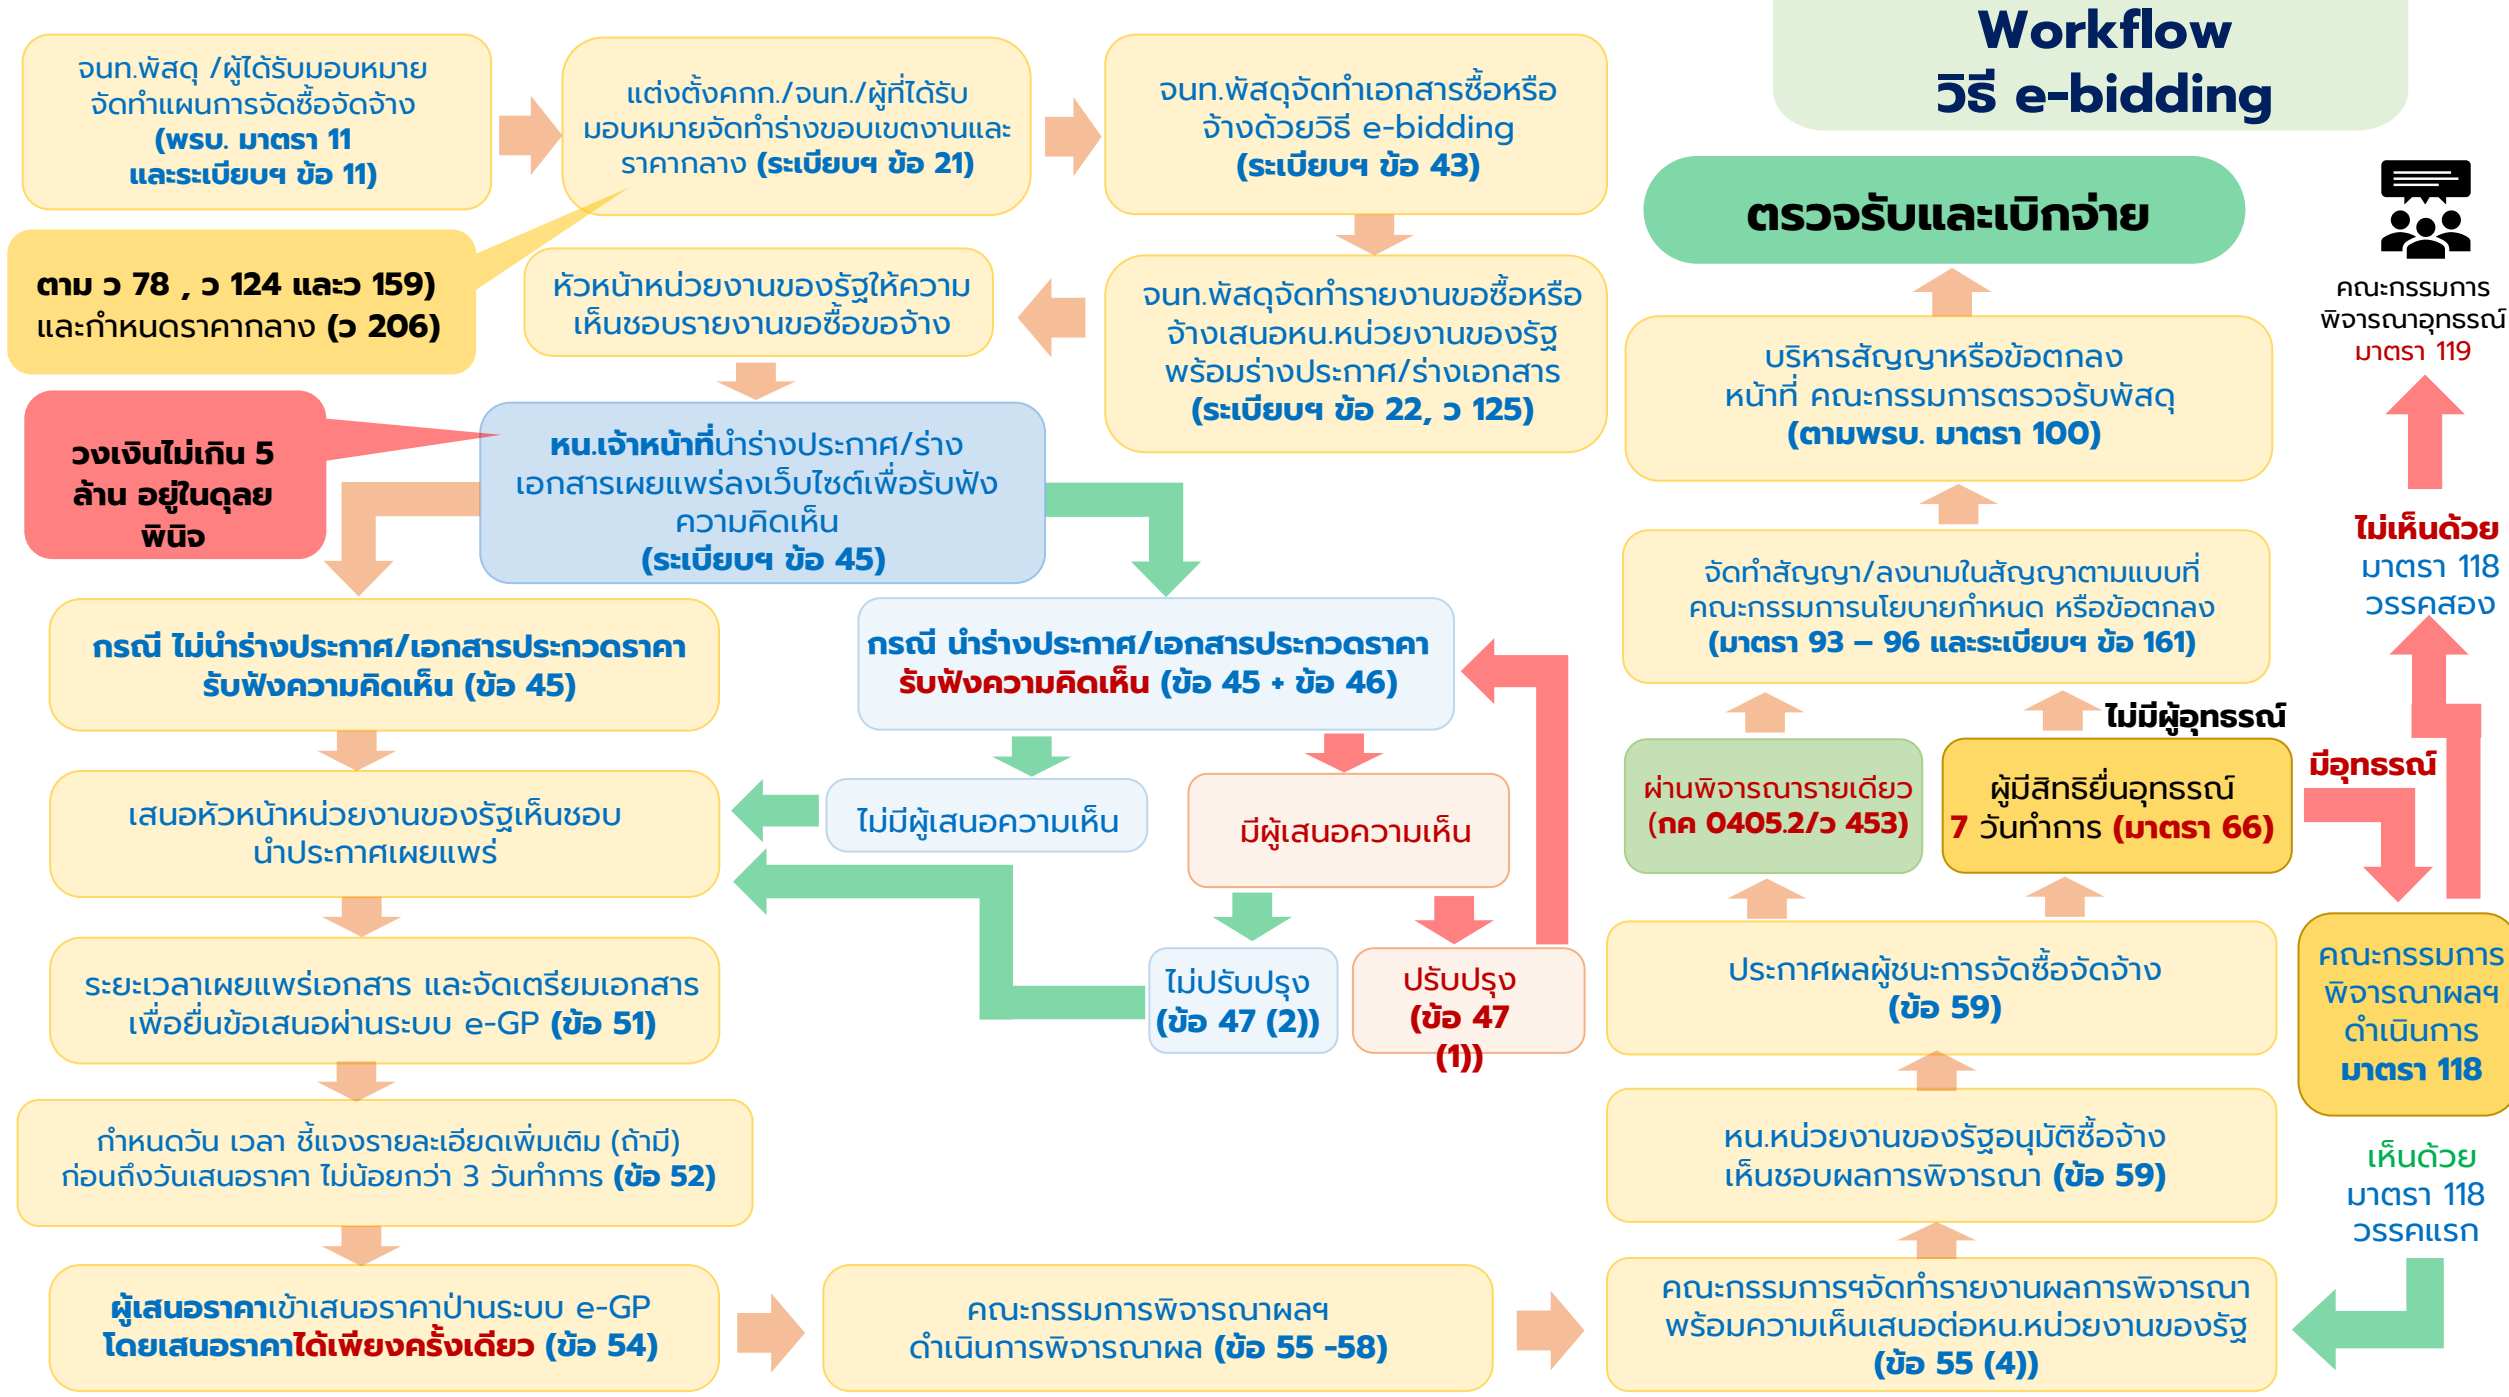 Workflow
วิธี e-bidding
จนท.พัสดุ /ผู้ได้รับมอบหมาย
จัดทำแผนการจัดซื้อจัดจ้าง
(พรบ. มาตรา 11
และระเบียบฯ ข้อ 11)
แต่งตั้งคกก./จนท./ผู้ที่ได้รับ
มอบหมายจัดทำร่างขอบเขตงานและ
ราคากลาง (ระเบียบฯ ข้อ 21)
จนท.พัสดุจัดทำเอกสารซื้อหรือ
จ้างด้วยวิธี e-bidding
(ระเบียบฯ ข้อ 43)
ตาม ว 78 , ว 124 และว 159)
และกำหนดราคากลาง (ว 206)
หัวหน้าหน่วยงานของรัฐให้ความ
เห็นชอบรายงานขอซื้อขอจ้าง
จนท.พัสดุจัดทำรายงานขอซื้อหรือ
จ้างเสนอหน.หน่วยงานของรัฐ
พร้อมร่างประกาศ/ร่างเอกสาร
(ระเบียบฯ ข้อ 22, ว 125)
วงเงินไม่เกิน 5
ล้าน อยู่ในดุลย
พินิจ
หน.เจ้าหน้าที่นำร่างประกาศ/ร่าง
เอกสารเผยแพร่ลงเว็บไซต์เพื่อรับฟัง
ความคิดเห็น
(ระเบียบฯ ข้อ 45)
กรณี ไม่นำร่างประกาศ/เอกสารประกวดราคา
รับฟังความคิดเห็น (ข้อ 45)
กรณี นำร่างประกาศ/เอกสารประกวดราคา
รับฟังความคิดเห็น (ข้อ 45 + ข้อ 46)
เสนอหัวหน้าหน่วยงานของรัฐเห็นชอบ
นำประกาศเผยแพร่
ไม่มีผู้เสนอความเห็น
มีผู้เสนอความเห็น
ไม่ปรับปรุง
(ข้อ 47 (2))
ปรับปรุง
(ข้อ 47
(1))
ระยะเวลาเผยแพร่เอกสาร และจัดเตรียมเอกสาร
เพื่อยื่นข้อเสนอผ่านระบบ e-GP (ข้อ 51)
กำหนดวัน เวลา ชี้แจงรายละเอียดเพิ่มเติม (ถ้ามี)
ก่อนถึงวันเสนอราคา ไม่น้อยกว่า 3 วันทำการ (ข้อ 52)
ผู้เสนอราคาเข้าเสนอราคาป่านระบบ e-GP
โดยเสนอราคาได้เพียงครั้งเดียว (ข้อ 54)
คณะกรรมการพิจารณาผลฯ
ดำเนินการพิจารณาผล (ข้อ 55 -58)
คณะกรรมการฯจัดทำรายงานผลการพิจารณา
พร้อมความเห็นเสนอต่อหน.หน่วยงานของรัฐ
(ข้อ 55 (4))
หน.หน่วยงานของรัฐอนุมัติซื้อจ้าง
เห็นชอบผลการพิจารณา (ข้อ 59)
ประกาศผลผู้ชนะการจัดซื้อจัดจ้าง
(ข้อ 59)
ผ่านพิจารณารายเดียว
(กค 0405.2/ว 453)
ผู้มีสิทธิยื่นอุทธรณ์
7 วันทำการ (มาตรา 66)
ไม่มีผู้อุทธรณ์
มีอุทธรณ์
จัดทำสัญญา/ลงนามในสัญญาตามแบบที่
คณะกรรมการนโยบายกำหนด หรือข้อตกลง
(มาตรา 93 – 96 และระเบียบฯ ข้อ 161)
บริหารสัญญาหรือข้อตกลง
หน้าที่ คณะกรรมการตรวจรับพัสดุ
(ตามพรบ. มาตรา 100)
ตรวจรับและเบิกจ่าย
คณะกรรมการ
พิจารณาอุทธรณ์
มาตรา 119
ไม่เห็นด้วย
มาตรา 118
วรรคสอง
คณะกรรมการ
พิจารณาผลฯ
ดำเนินการ
มาตรา 118
เห็นด้วย
มาตรา 118
วรรคแรก